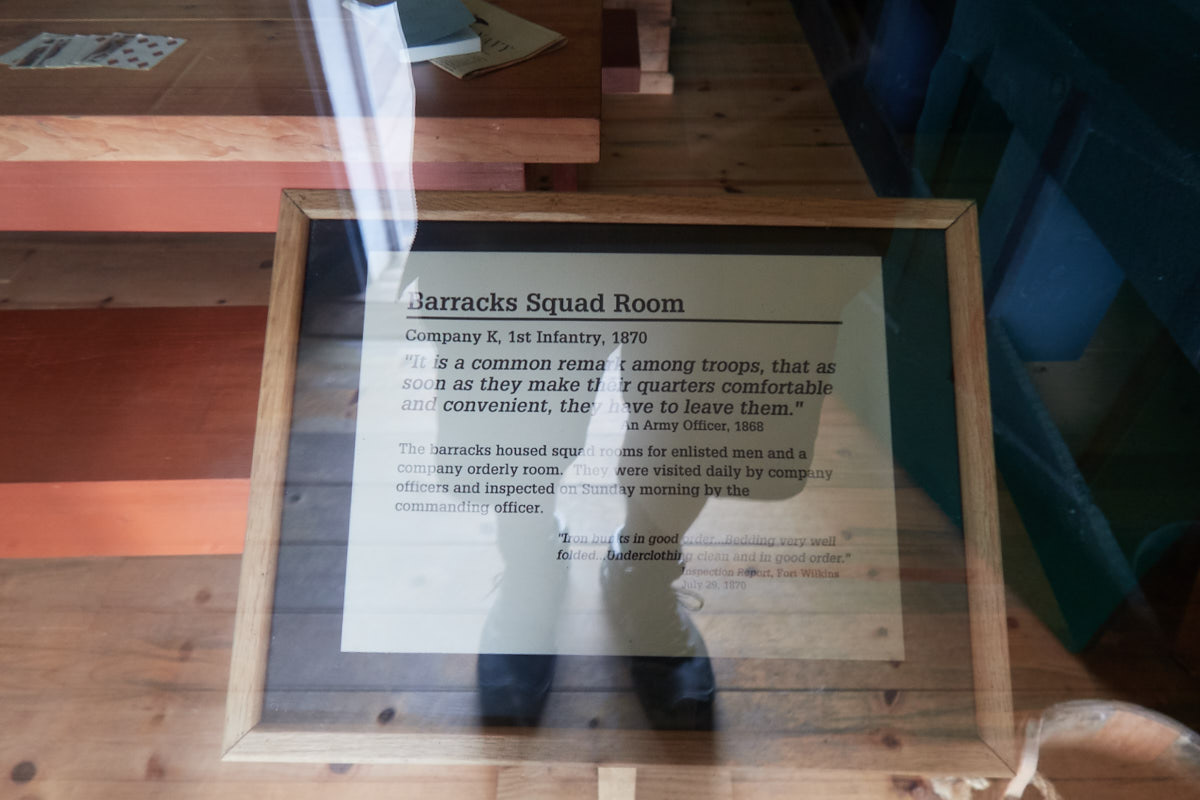 Barracks Squad Room
Company K, 1st Infantry, 1870
"It is a common remark among troops, that as
soon as they make their quarters comfortable
and convenient, they have to leave them."
An Army Officer, 1868
The barracks housed squad rooms for enlisted men and a
company orderly room. They were visited daily by company
officers and inspected on Sunday morning by the
commanding officer.
"Iron bunks in good order...Bedding very well
folded...Underclothing clean and in good order."
Inspection Report, Fort Wilkins
July 29, 1870